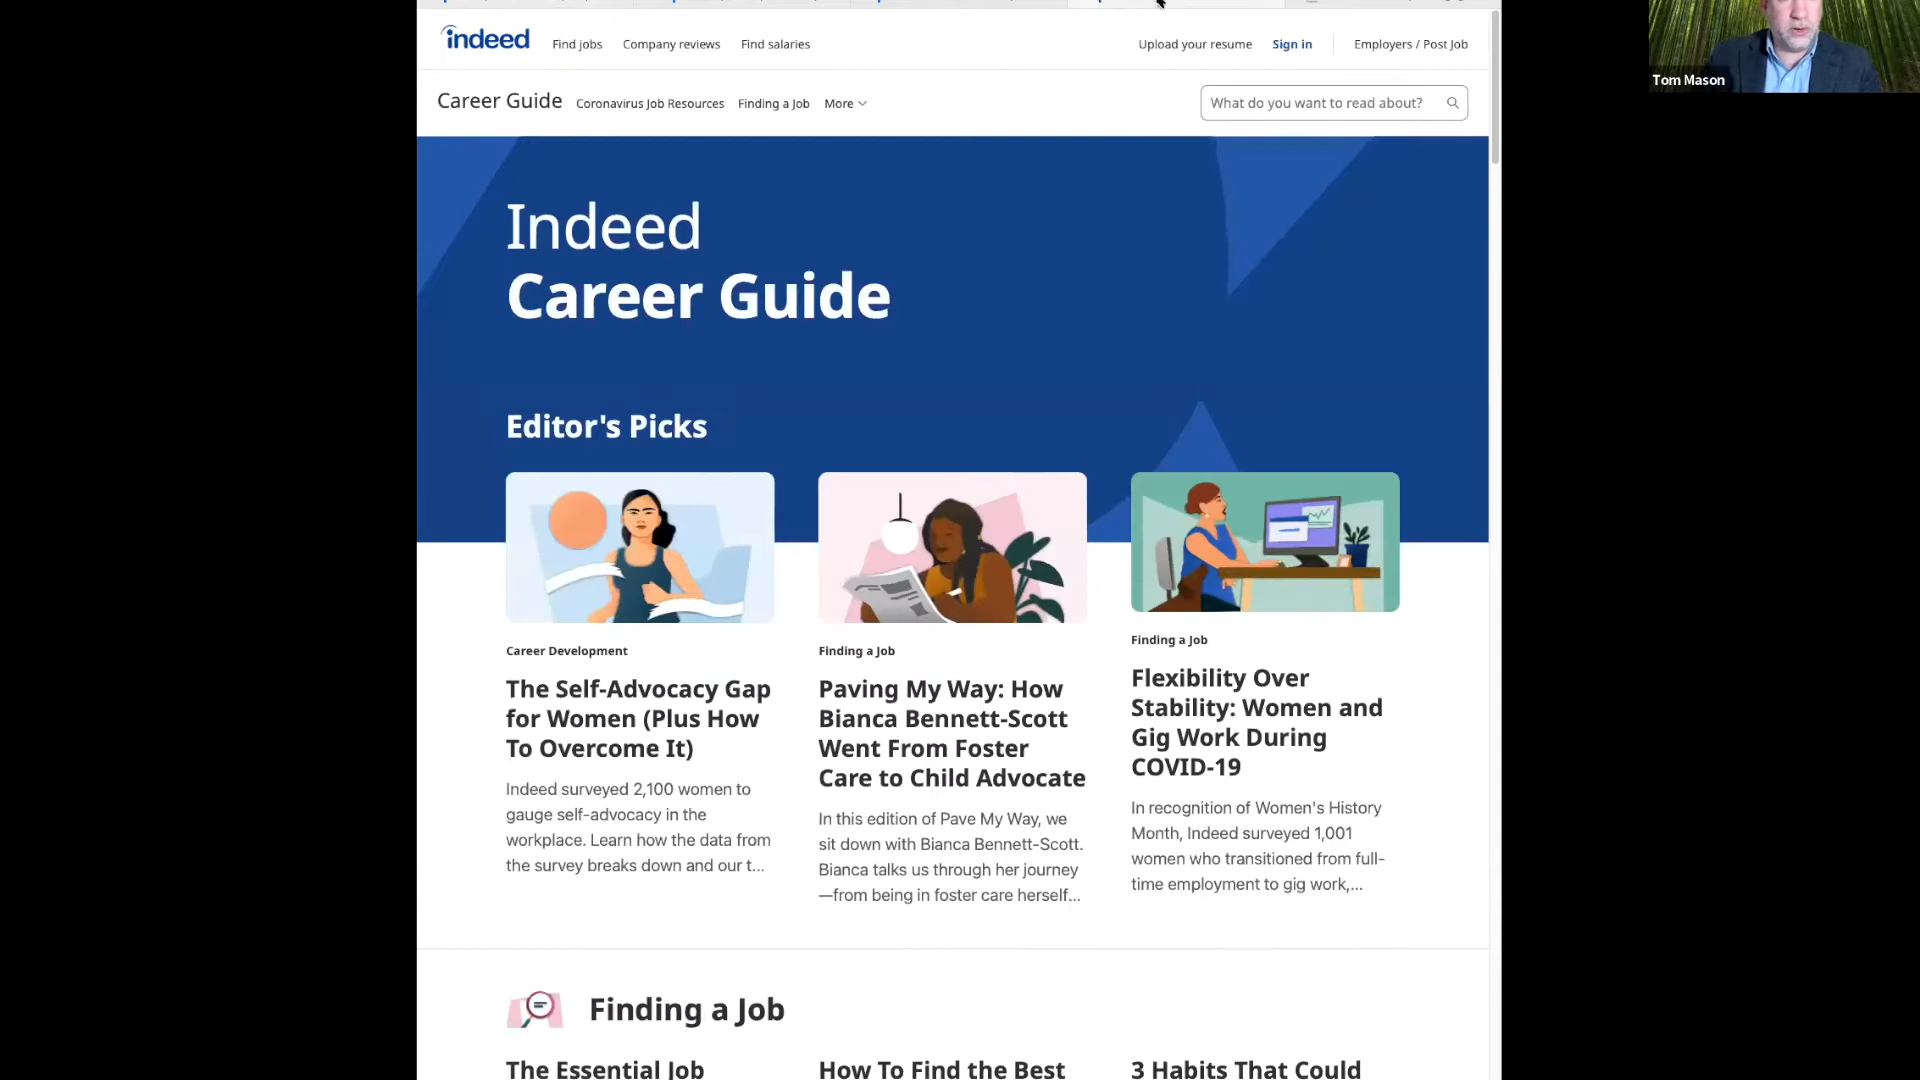 indeed Find jobs Company reviews Find salaries Upload your resume Sign in Employers / Post Job
Tom Mason
Career Guide Coronavirus Job Resources Finding a Job More What do you want to read about?
Indeed
Career Guide
Editor's Picks
Career Development
The Self-Advocacy Gap
for Women (Plus How
To Overcome It)
Indeed surveyed 2,100 women to
gauge self-advocacy in the
workplace. Learn how the data from
the survey breaks down and our t...
Finding a Job
Paving My Way: How
Bianca Bennett-Scott
Went From Foster
Care to Child Advocate
In this edition of Pave My Way, we
sit down with Bianca Bennett-Scott.
Bianca talks us through her journey
—from being in foster care herself...
Finding a Job
Flexibility Over
Stability: Women and
Gig Work During
COVID-19
In recognition of Women's History
Month, Indeed surveyed 1,001
women who transitioned from full-
time employment to gig work,...
Finding a Job
The Essential Job
How To Find the Best
3 Habits That Could